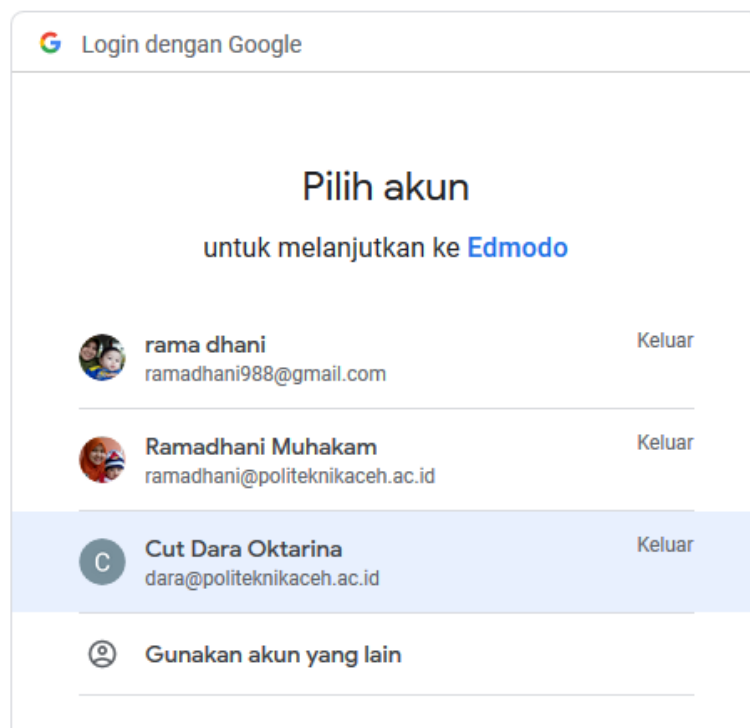 Login dengan Google
Pilih akun
untuk melanjutkan ke Edmodo
rama dhani
Keluar
ramadhani988@gmail.com
Ramadhani Muhakam
Keluar
ramadhani@politeknikaceh.ac.id
C
Cut Dara Oktarina
Keluar
dara@politeknikaceh.ac.id
Gunakan akun yang lain